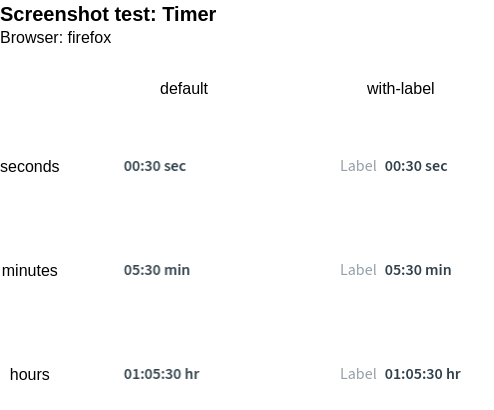 Screenshot test: Timer
Browser: firefox
default with-label
seconds 00:30 sec Label 00:30 sec
minutes 05:30 min Label 05:30 min
hours 01:05:30 hr Label 01:05:30 hr